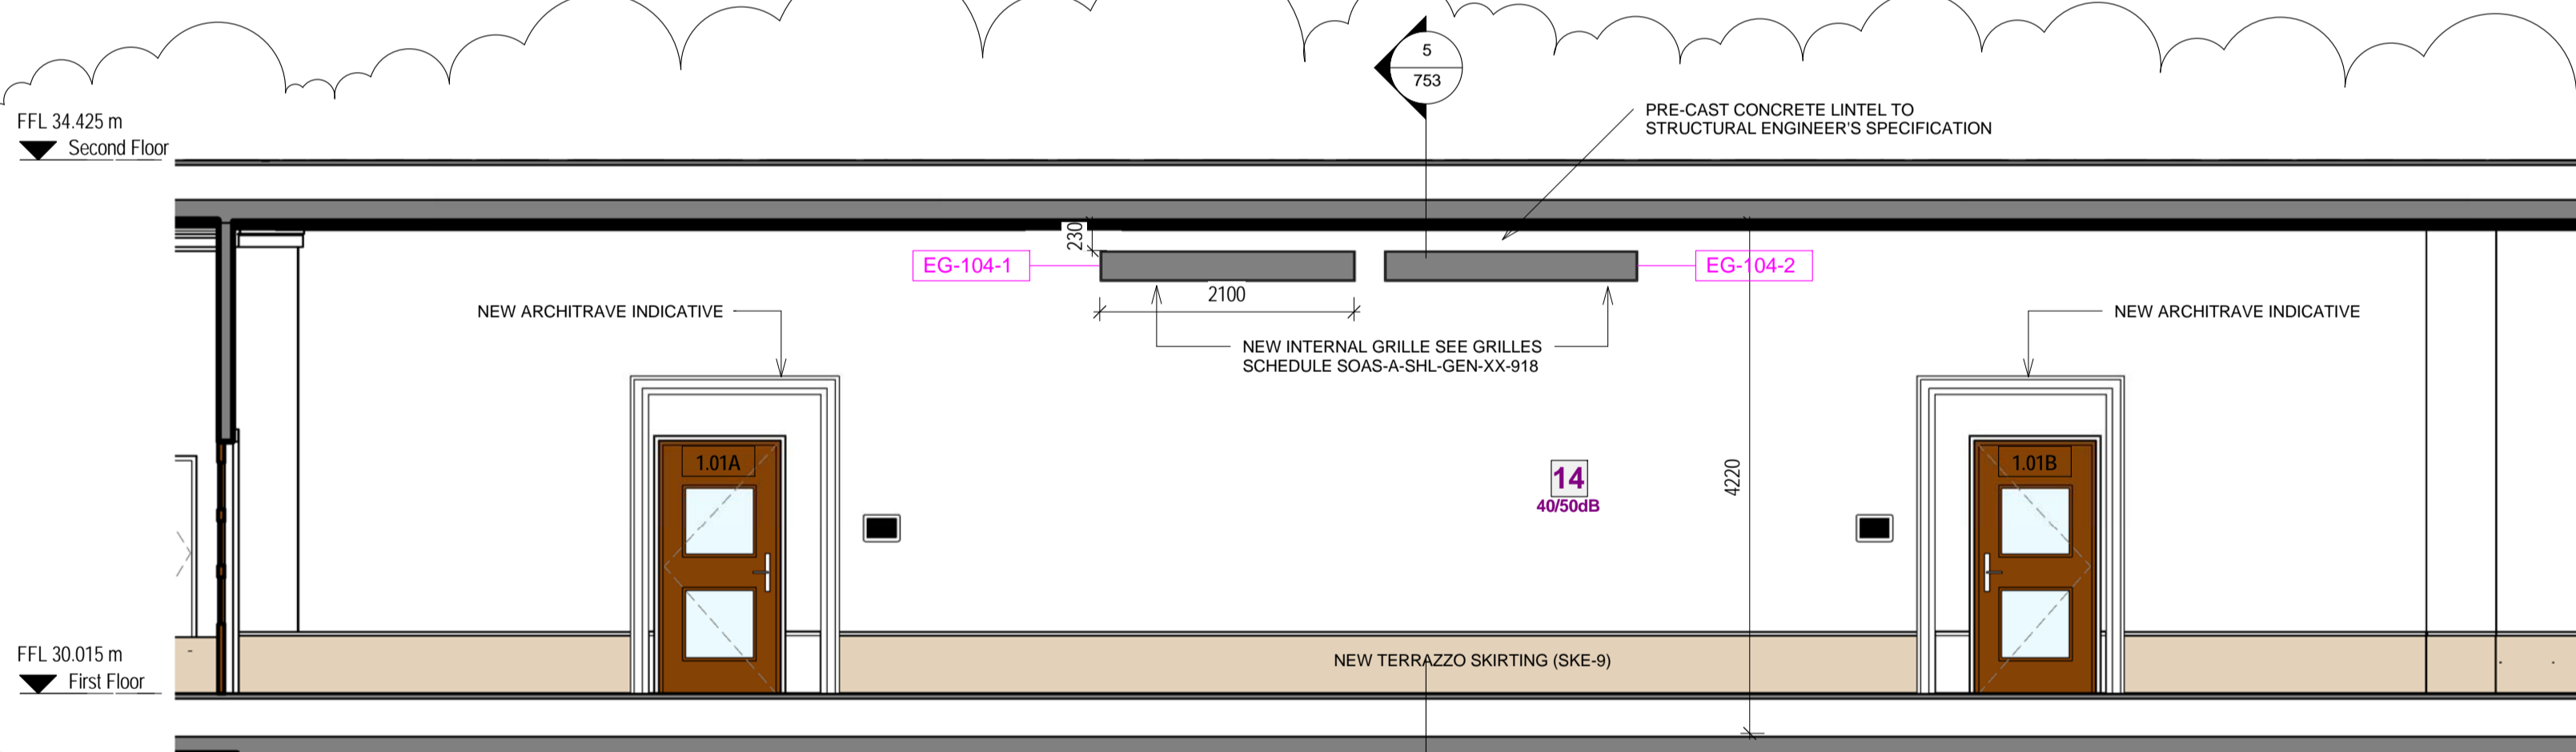 5
753
PRE-CAST CONCRETE LINTEL TO
STRUCTURAL ENGINEER'S SPECIFICATION
FFL 34.425 m
Second Floor
230
EG-104-1
EG-104-2
2100
NEW ARCHITRAVE INDICATIVE
NEW ARCHITRAVE INDICATIVE
NEW INTERNAL GRILLE SEE GRILLES
SCHEDULE SOAS-A-SHL-GEN-XX-918
1.01A
14
40/50dB
4220
1.01B
FFL 30.015 m
First Floor
NEW TERRAZZO SKIRTING (SKE-9)